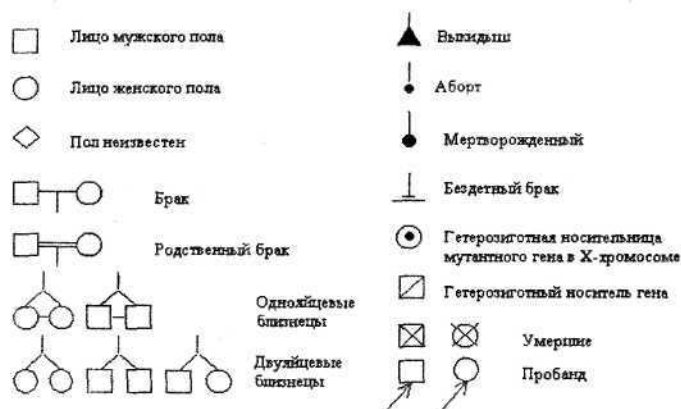 Лицо мужского пола
Лицо женского пола
Пол неизвестен
Брак
Родственный брак
Однояйцевые
близнецы
Двуяйцевые
близнецы
Выкидыш
Аборт
Мертворожденный
Бездетный брак
Гетерозиготная носительница
мутантного гена в Х-хромосоме
Гетерозиготный носитель гена
Умершие
Пробанд